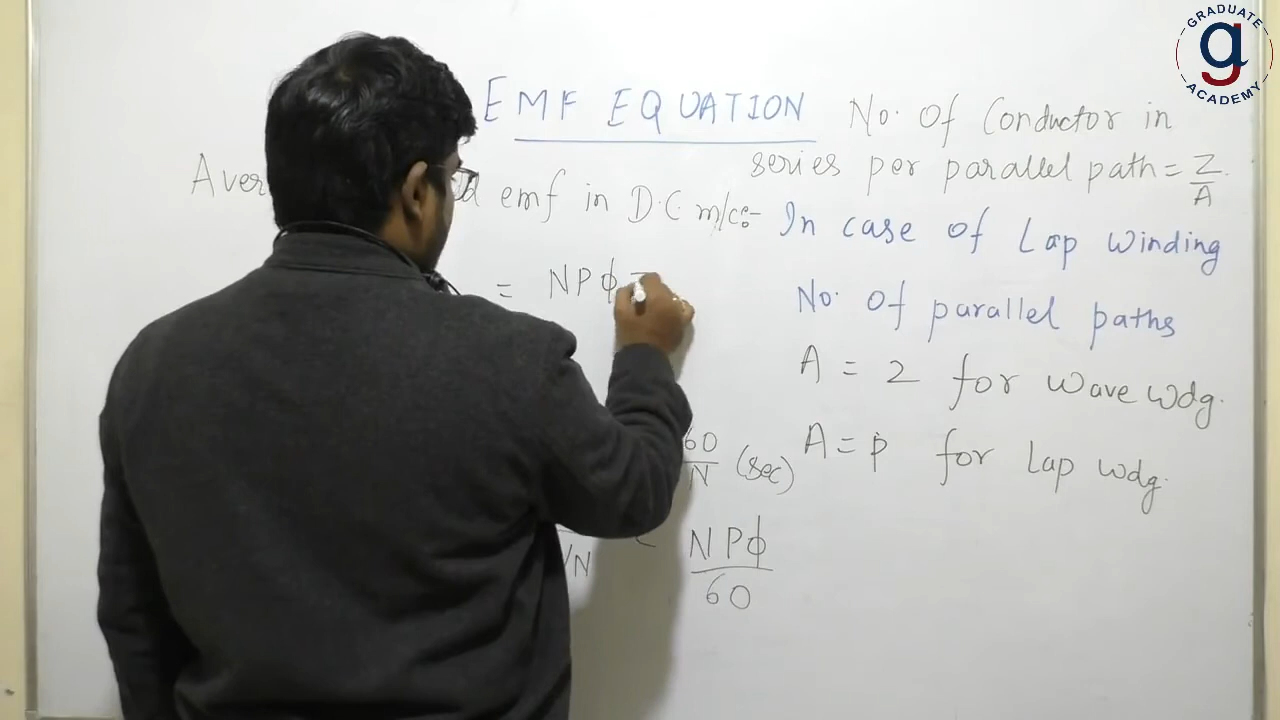 GRADUATE
g
ACADEMY
EMF EQUATION
No. Of Conductor in
series per parallel path = Z/A.
emf in D.C. m/c:-
In case of Lap Winding
= NPϕ
No. Of parallel paths
A = 2 for wave wdg.
60/N (sec)
A = P for Lap wdg.
/N
NPϕ/60